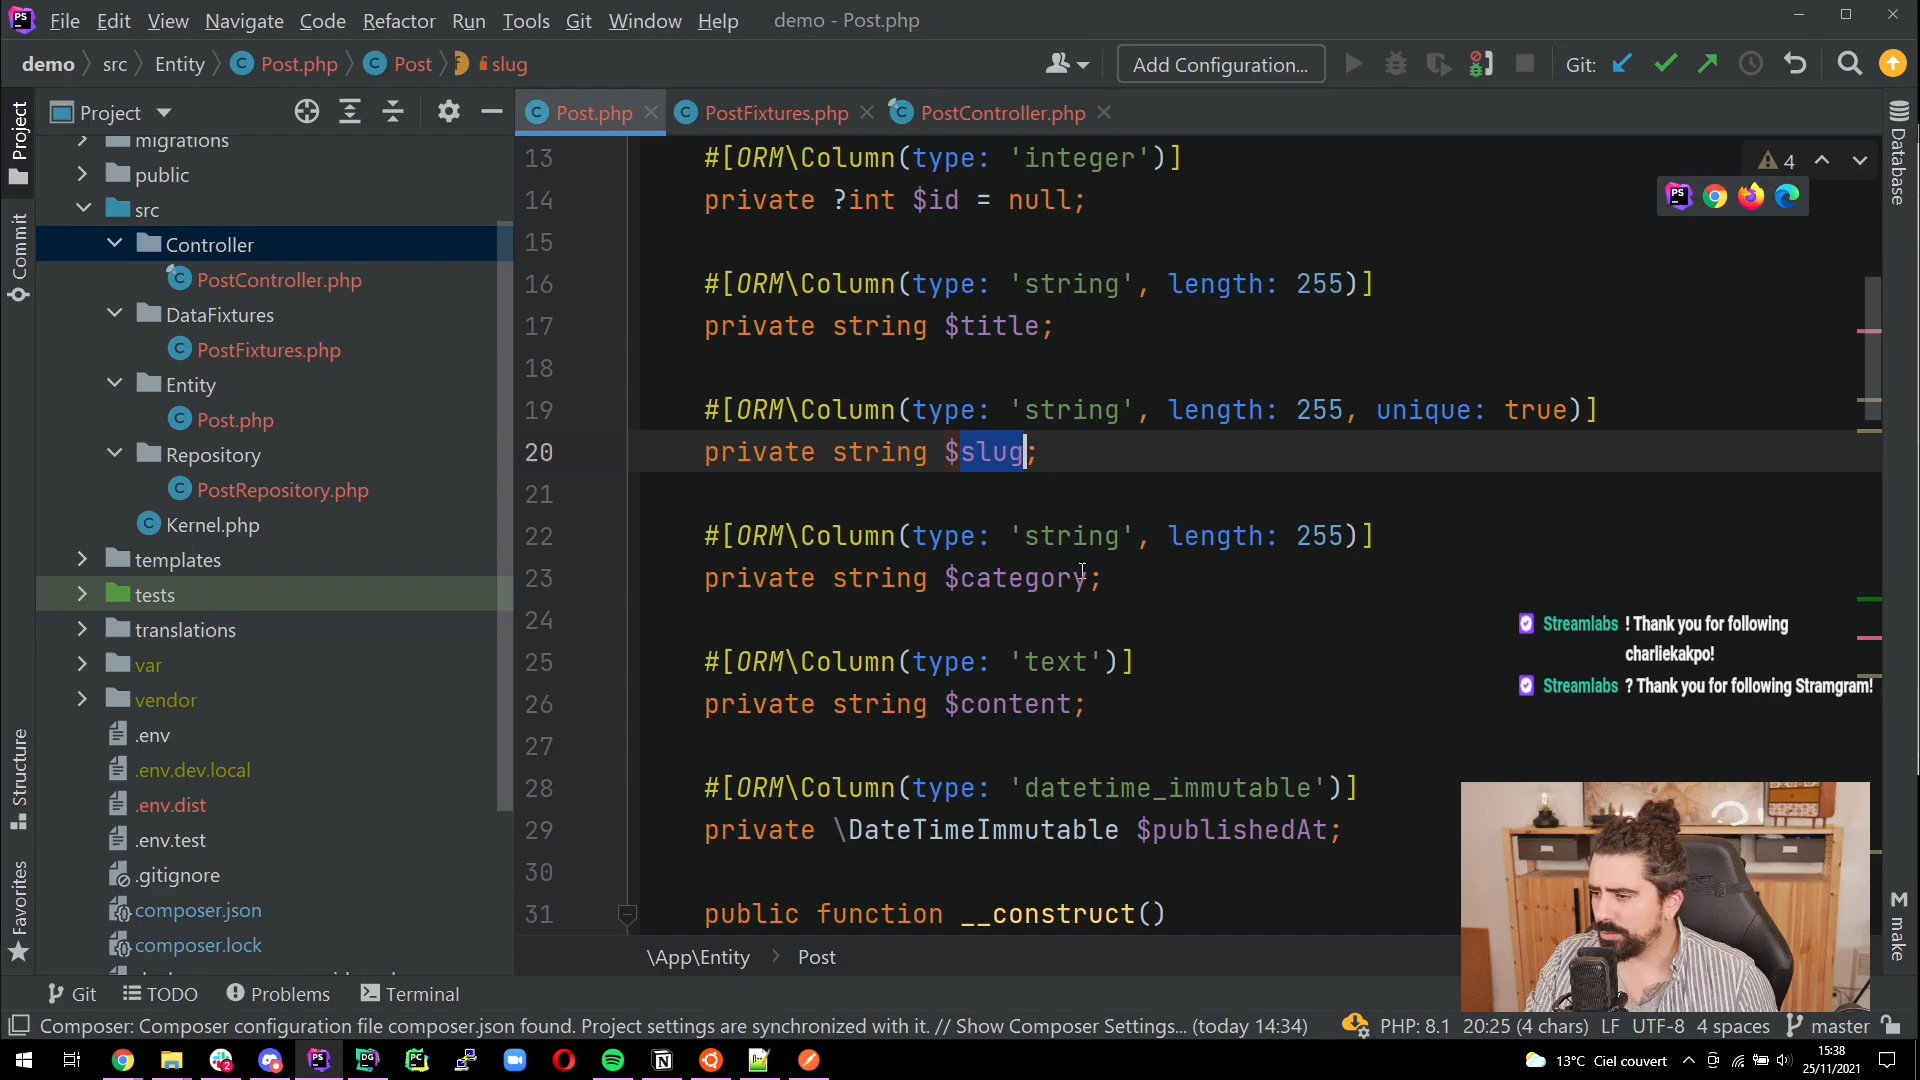 File Edit View Navigate Code Refactor Run Tools Git Window Help demo - Post.php
demo src Entity Post.php Post slug Add Configuration... Git:
Project
Post.php PostFixtures.php PostController.php
migrations
public
src
Controller
PostController.php
DataFixtures
PostFixtures.php
Entity
Post.php
Repository
PostRepository.php
Kernel.php
templates
tests
translations
var
vendor
.env
.env.dev.local
.env.dist
.env.test
.gitignore
composer.json
composer.lock
13 #[ORM\Column(type: 'integer')]
14 private ?int $id = null;
15
16 #[ORM\Column(type: 'string', length: 255)]
17 private string $title;
18
19 #[ORM\Column(type: 'string', length: 255, unique: true)]
20 private string $slug;
21
22 #[ORM\Column(type: 'string', length: 255)]
23 private string $category;
24
25 #[ORM\Column(type: 'text')]
26 private string $content;
27
28 #[ORM\Column(type: 'datetime_immutable')]
29 private \DateTimeImmutable $publishedAt;
30
31 public function __construct()
4
Streamlabs ! Thank you for following
charliekakpo!
Streamlabs ? Thank you for following Stramgram!
\App\Entity Post
Project
Commit
Structure
Favorites
Database
make
Git TODO Problems Terminal
Composer: Composer configuration file composer.json found. Project settings are synchronized with it. // Show Composer Settings... (today 14:34) PHP: 8.1 20:25 (4 chars) LF UTF-8 4 spaces master
13°C Ciel couvert
15:38
25/11/2021